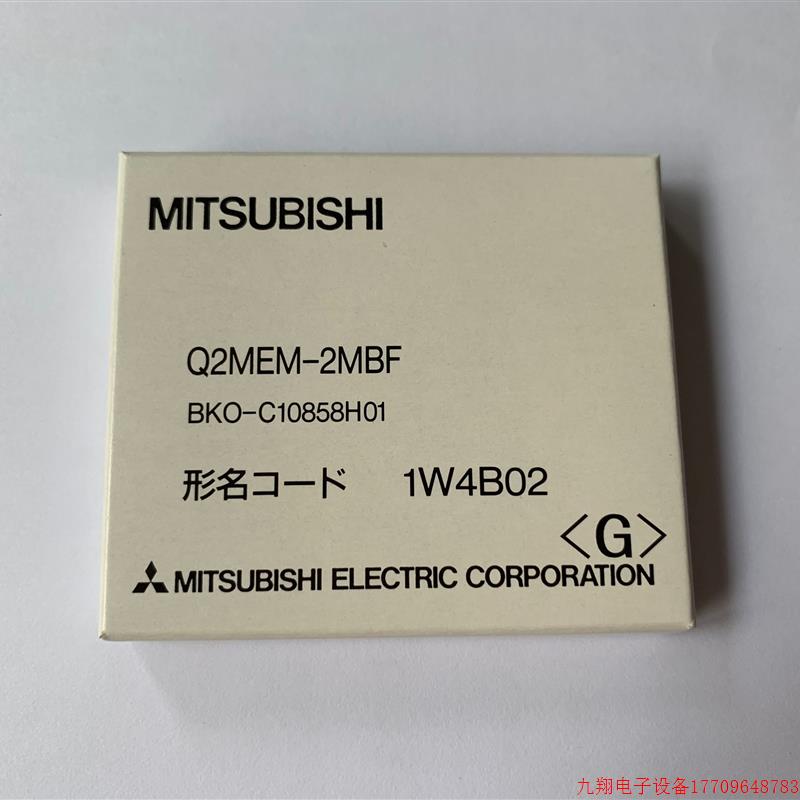 MITSUBISHI
Q2MEM-2MBF
BKO-C10858H01
形名コード 1W4B02
<G>
MITSUBISHI ELECTRIC CORPORATION
九翔电子设备17709648783